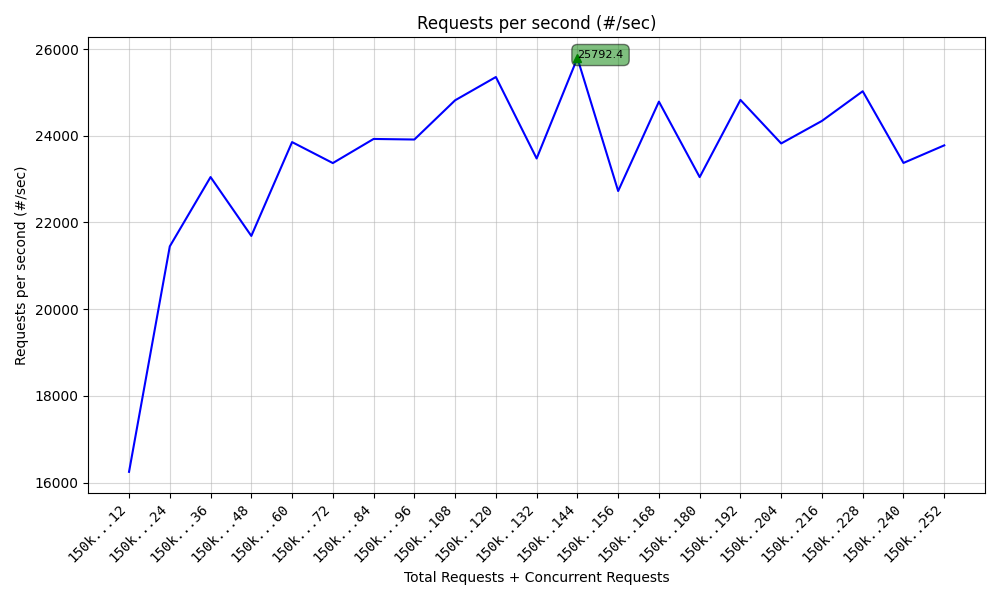 Requests per second (#/sec)
25792.4
26000
24000
22000
20000
18000
16000
Requests per second (#/sec)
150k...12
150k...24
150k...36
150k...48
150k...60
150k...72
150k...84
150k...96
150k..108
150k..120
150k..132
150k..144
150k..156
150k..168
150k..180
150k..192
150k..204
150k..216
150k..228
150k..240
150k..252
Total Requests + Concurrent Requests